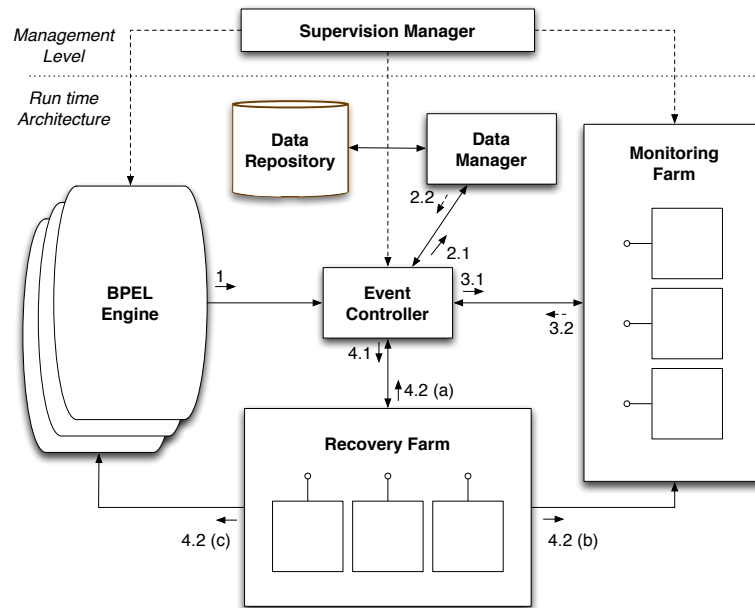 Management
Level
Supervision Manager
Run time
Architecture
Data
Repository
Data
Manager
Monitoring
Farm
2.2
2.1
1
BPEL
Engine
Event
Controller
3.1
3.2
4.1
4.2 (a)
Recovery Farm
4.2 (c)
4.2 (b)